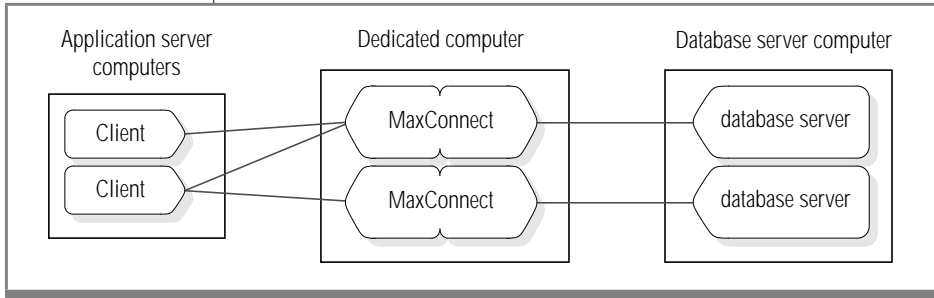 Application server
computers
Dedicated computer
Database server computer
Client
Client
MaxConnect
MaxConnect
database server
database server